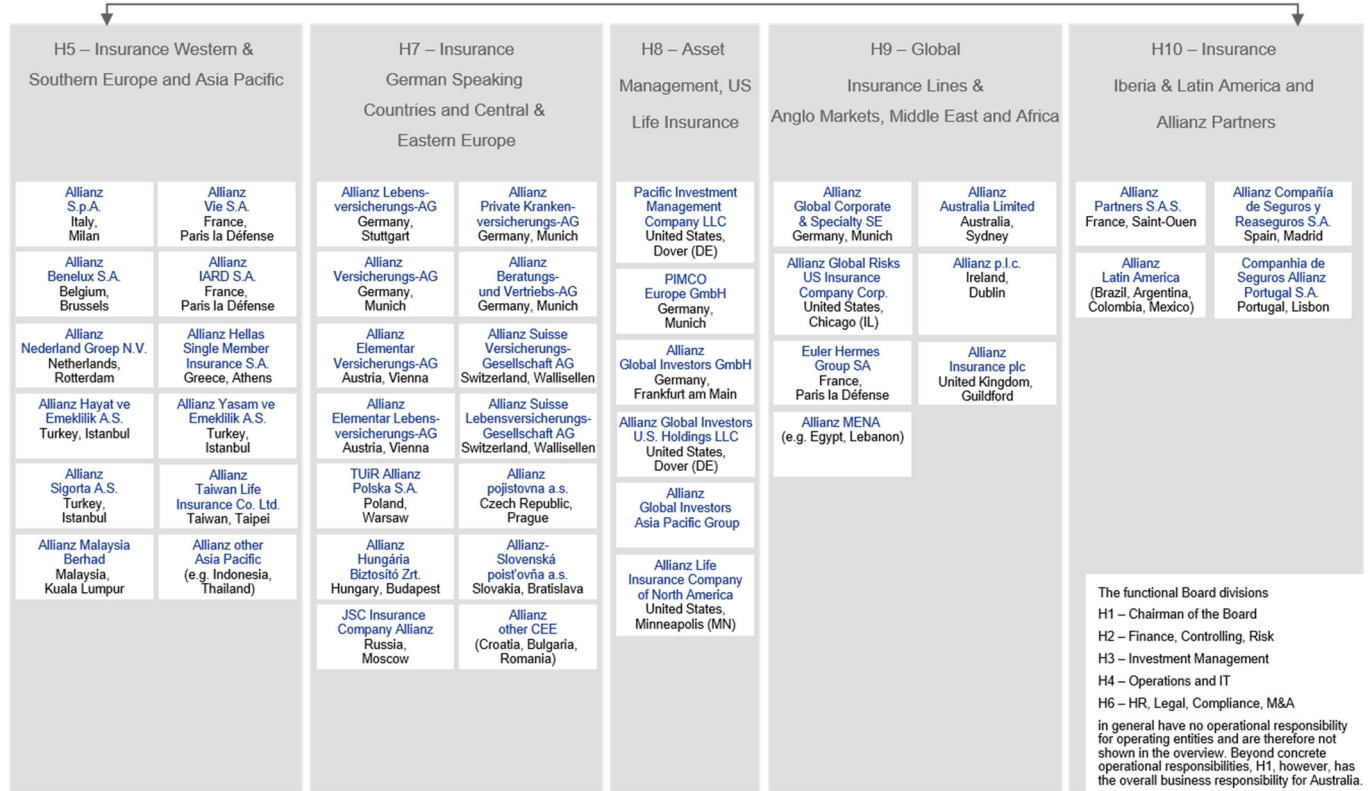 H5 – Insurance Western &
Southern Europe and Asia Pacific
Allianz
S.p.A.
Italy,
Milan
Allianz
Vie S.A.
France,
Paris la Défense
Allianz
Benelux S.A.
Belgium,
Brussels
Allianz
IARD S.A.
France,
Paris la Défense
Allianz
Nederland Groep N.V.
Netherlands,
Rotterdam
Allianz Hellas
Single Member
Insurance S.A.
Greece, Athens
Allianz Hayat ve
Emeklilik A.S.
Turkey, Istanbul
Allianz Yasam ve
Emeklilik A.S.
Turkey,
Istanbul
Allianz
Sigorta A.S.
Turkey,
Istanbul
Allianz
Taiwan Life
Insurance Co. Ltd.
Taiwan, Taipei
Allianz Malaysia
Berhad
Malaysia,
Kuala Lumpur
Allianz other
Asia Pacific
(e.g. Indonesia,
Thailand)
H7 – Insurance
German Speaking
Countries and Central &
Eastern Europe
Allianz Lebens-
versicherungs-AG
Germany,
Stuttgart
Allianz
Private Kranken-
versicherungs-AG
Germany, Munich
Allianz
Versicherungs-AG
Germany,
Munich
Allianz
Beratungs-
und Vertriebs-AG
Germany, Munich
Allianz
Elementar
Versicherungs-AG
Austria, Vienna
Allianz Suisse
Versicherungs-
Gesellschaft AG
Switzerland, Wallisellen
Allianz
Elementar Lebens-
versicherungs-AG
Austria, Vienna
Allianz Suisse
Lebensversicherungs-
Gesellschaft AG
Switzerland, Wallisellen
TUiR Allianz
Polska S.A.
Poland,
Warsaw
Allianz
pojistovna a.s.
Czech Republic,
Prague
Allianz
Hungária
Biztosító Zrt.
Hungary, Budapest
Allianz-
Slovenská
poisťovňa a.s.
Slovakia, Bratislava
JSC Insurance
Company Allianz
Russia,
Moscow
Allianz
other CEE
(Croatia, Bulgaria,
Romania)
H8 – Asset
Management, US
Life Insurance
Pacific Investment
Management
Company LLC
United States,
Dover (DE)
PIMCO
Europe GmbH
Germany,
Munich
Allianz
Global Investors GmbH
Germany,
Frankfurt am Main
Allianz Global Investors
U.S. Holdings LLC
United States,
Dover (DE)
Allianz
Global Investors
Asia Pacific Group
Allianz Life
Insurance Company
of North America
United States,
Minneapolis (MN)
H9 – Global
Insurance Lines &
Anglo Markets, Middle East and Africa
Allianz
Global Corporate
& Specialty SE
Germany, Munich
Allianz
Australia Limited
Australia,
Sydney
Allianz Global Risks
US Insurance
Company Corp.
United States,
Chicago (IL)
Allianz p.l.c.
Ireland,
Dublin
Euler Hermes
Group SA
France,
Paris la Défense
Allianz
Insurance plc
United Kingdom,
Guildford
Allianz MENA
(e.g. Egypt, Lebanon)
H10 – Insurance
Iberia & Latin America and
Allianz Partners
Allianz
Partners S.A.S.
France, Saint-Ouen
Allianz Compañía
de Seguros y
Reaseguros S.A.
Spain, Madrid
Allianz
Latin America
(Brazil, Argentina,
Colombia, Mexico)
Companhia de
Seguros Allianz
Portugal S.A.
Portugal, Lisbon
The functional Board divisions
H1 – Chairman of the Board
H2 – Finance, Controlling, Risk
H3 – Investment Management
H4 – Operations and IT
H6 – HR, Legal, Compliance, M&A
in general have no operational responsibility
for operating entities and are therefore not
shown in the overview. Beyond concrete
operational responsibilities, H1, however, has
the overall business responsibility for Australia.